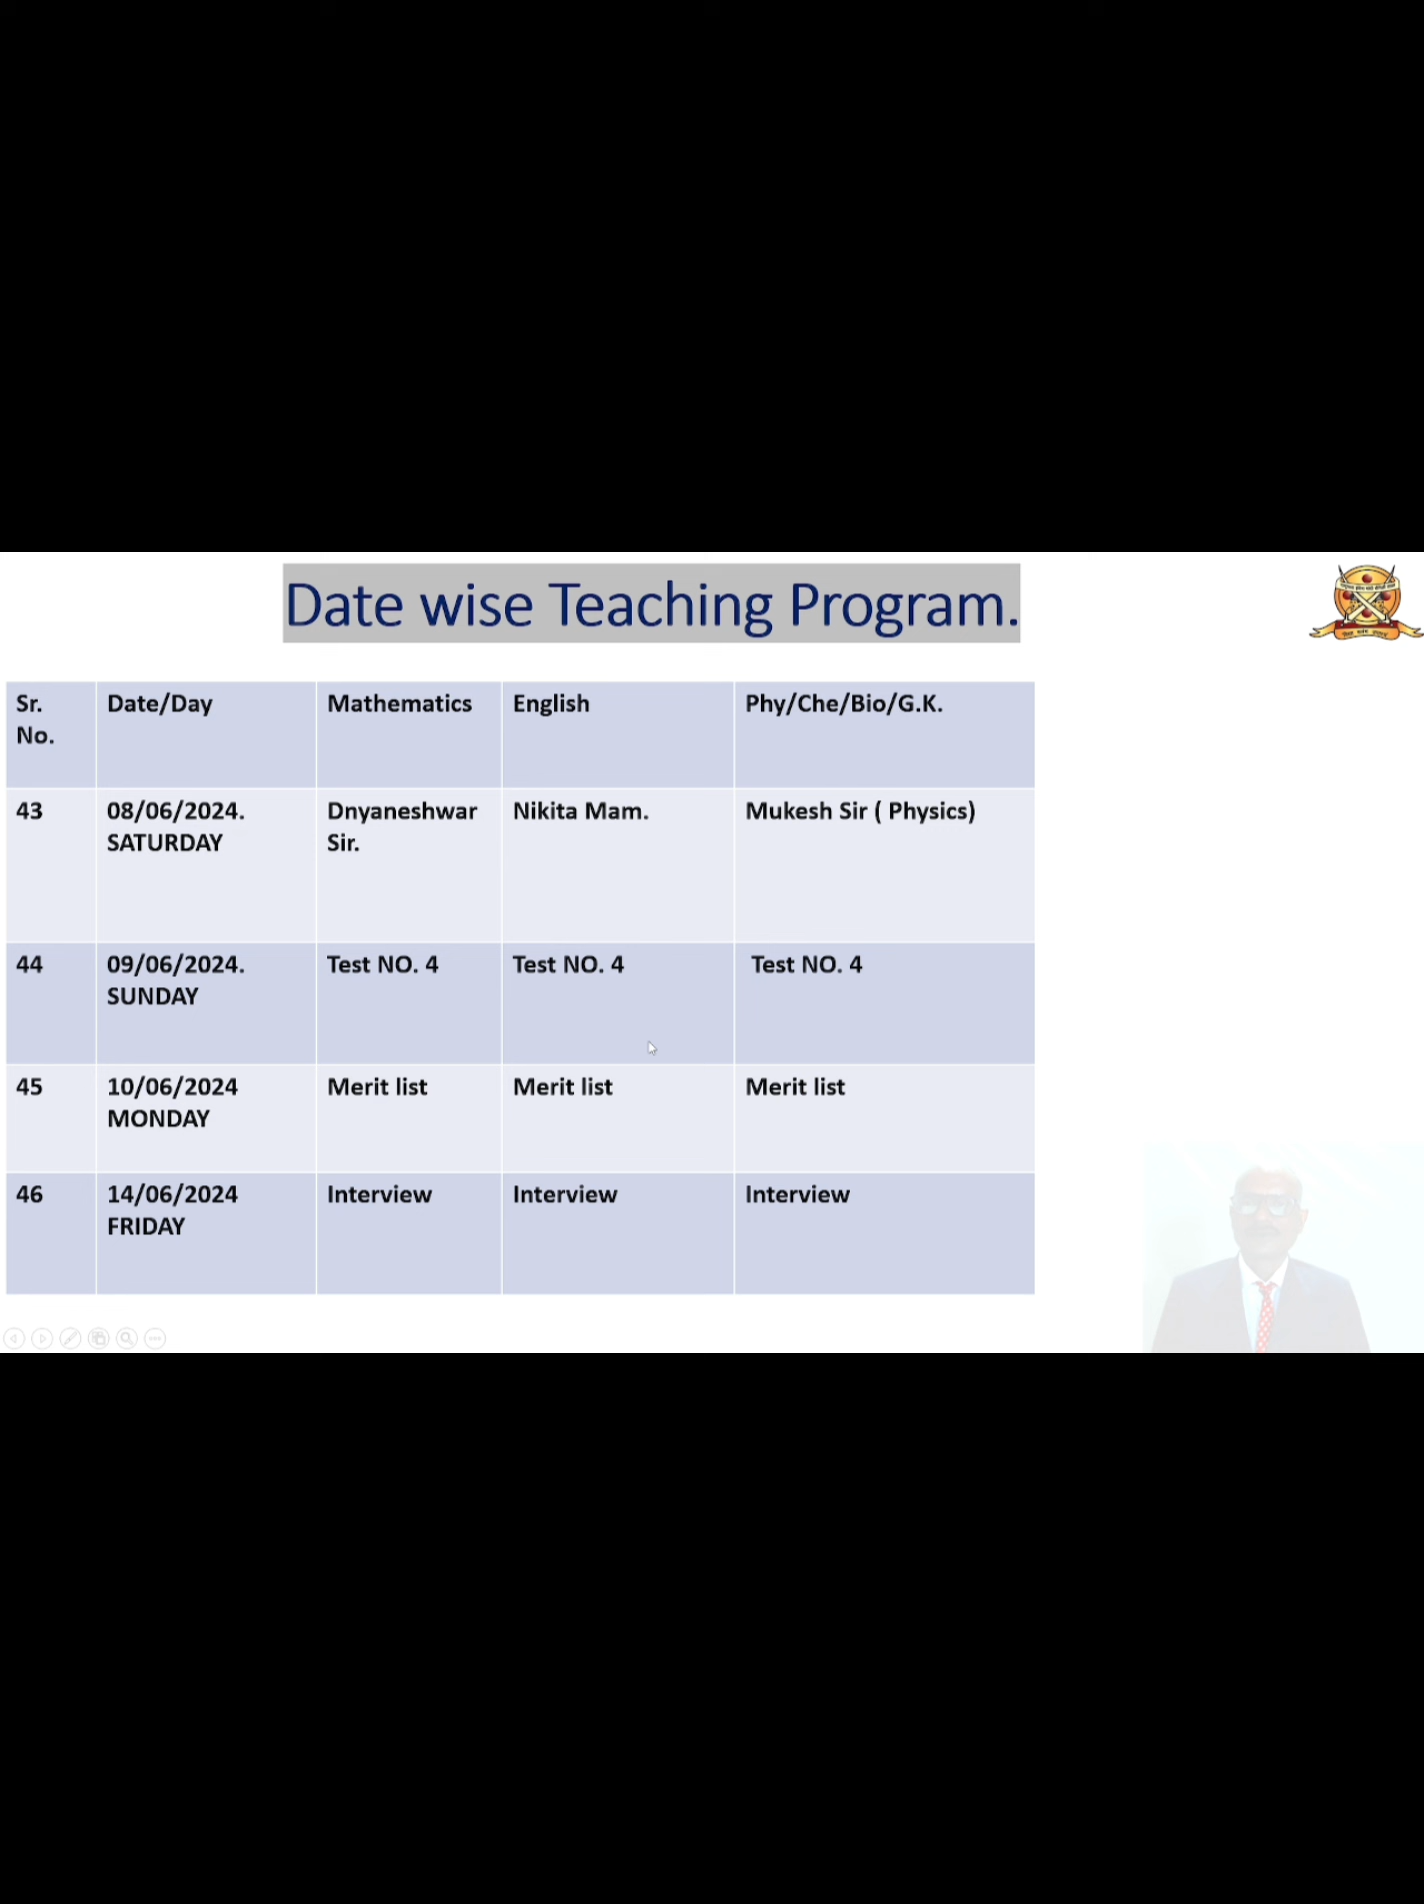 Date wise Teaching Program.
Sr. No. Date/Day Mathematics English Phy/Che/Bio/G.K.
43 08/06/2024. SATURDAY Dnyaneshwar Sir. Nikita Mam. Mukesh Sir ( Physics)
44 09/06/2024. SUNDAY Test NO. 4 Test NO. 4 Test NO. 4
45 10/06/2024 MONDAY Merit list Merit list Merit list
46 14/06/2024 FRIDAY Interview Interview Interview